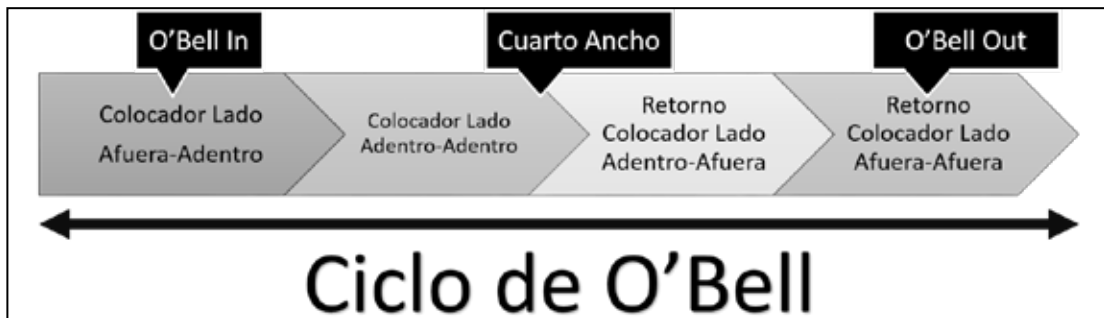 O’Bell In
Cuarto Ancho
O’Bell Out
Colocador Lado
Afuera-Adentro
Colocador Lado
Adentro-Adentro
Retorno
Colocador Lado
Adentro-Afuera
Retorno
Colocador Lado
Afuera-Afuera
Ciclo de O’Bell